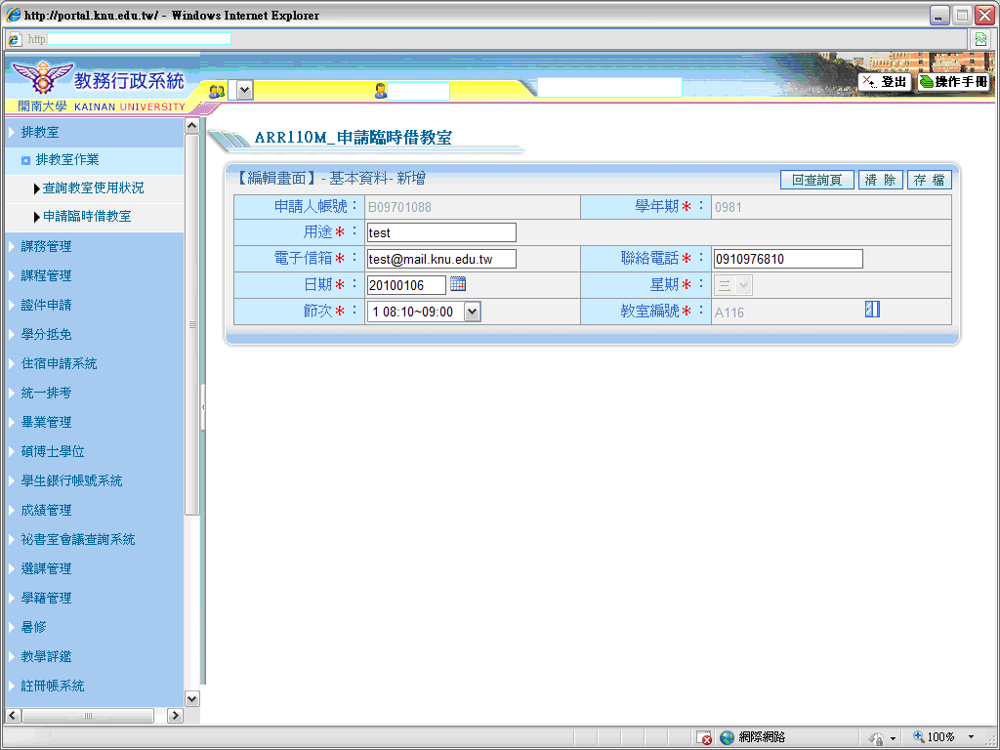 http://portal.knu.edu.tw/ - Windows Internet Explorer
http
教務行政系統
開南大學 KAINAN UNIVERSITY
登出
操作手冊
排教室
排教室作業
查詢教室使用狀況
申請臨時借教室
課務管理
課程管理
證件申請
學分抵免
住宿申請系統
統一排考
畢業管理
碩博士學位
學生銀行帳號系統
成績管理
祕書室會議查詢系統
選課管理
學籍管理
暑修
教學評鑑
註冊帳系統
ARR110M_申請臨時借教室
【編輯畫面】- 基本資料- 新增
回查詢頁 清 除 存 檔
申請人帳號： B09701088 學年期＊： 0981
用途＊： test
電子信箱＊： test@mail.knu.edu.tw 聯絡電話＊： 0910976810
日期＊： 20100106 星期＊： 三
節次＊： 1 08:10~09:00 教室編號＊： A116
網際網路
100%